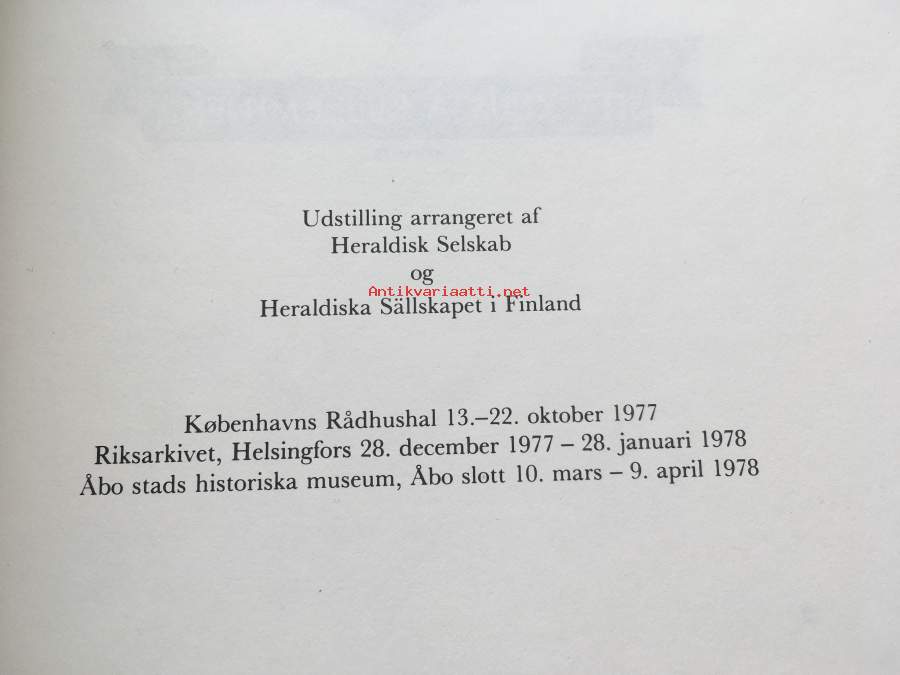 Udstilling arrangeret af
Heraldisk Selskab
og
Antikvariaatti.net
Heraldiska Sällskapet i Finland
Københavns Rådhushal 13.–22. oktober 1977
Riksarkivet, Helsingfors 28. december 1977 – 28. januari 1978
Åbo stads historiska museum, Åbo slott 10. mars – 9. april 1978